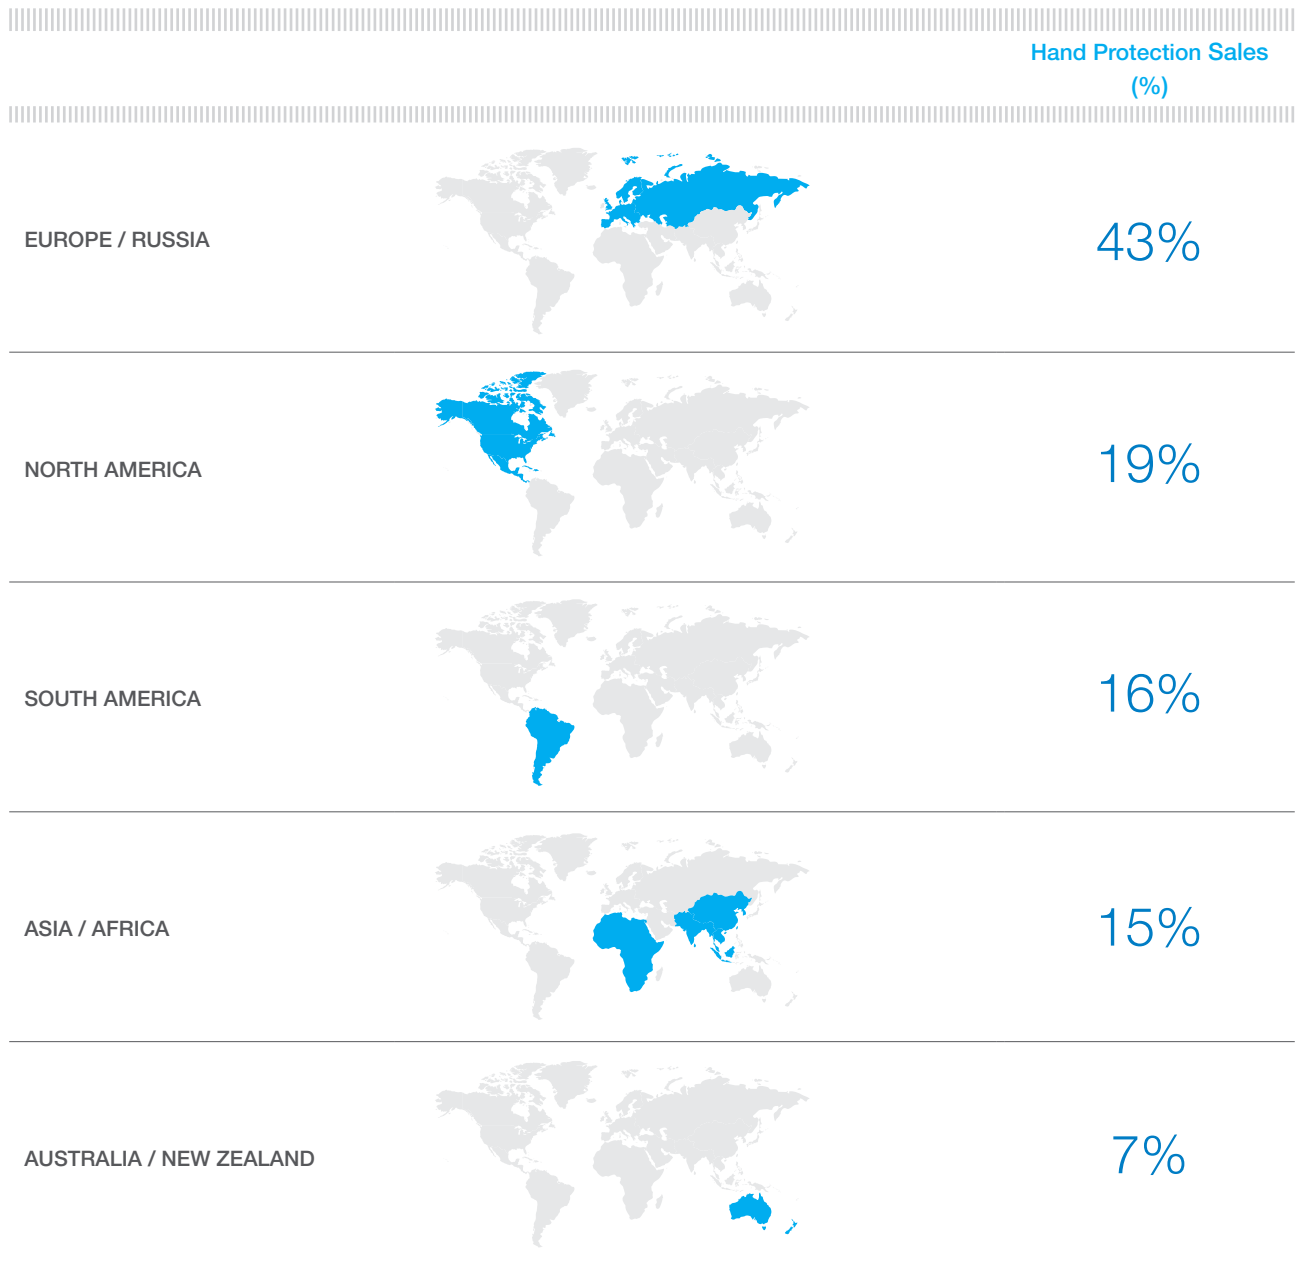 Hand Protection Sales
(%)
EUROPE / RUSSIA
43%
NORTH AMERICA
19%
SOUTH AMERICA
16%
ASIA / AFRICA
15%
AUSTRALIA / NEW ZEALAND
7%